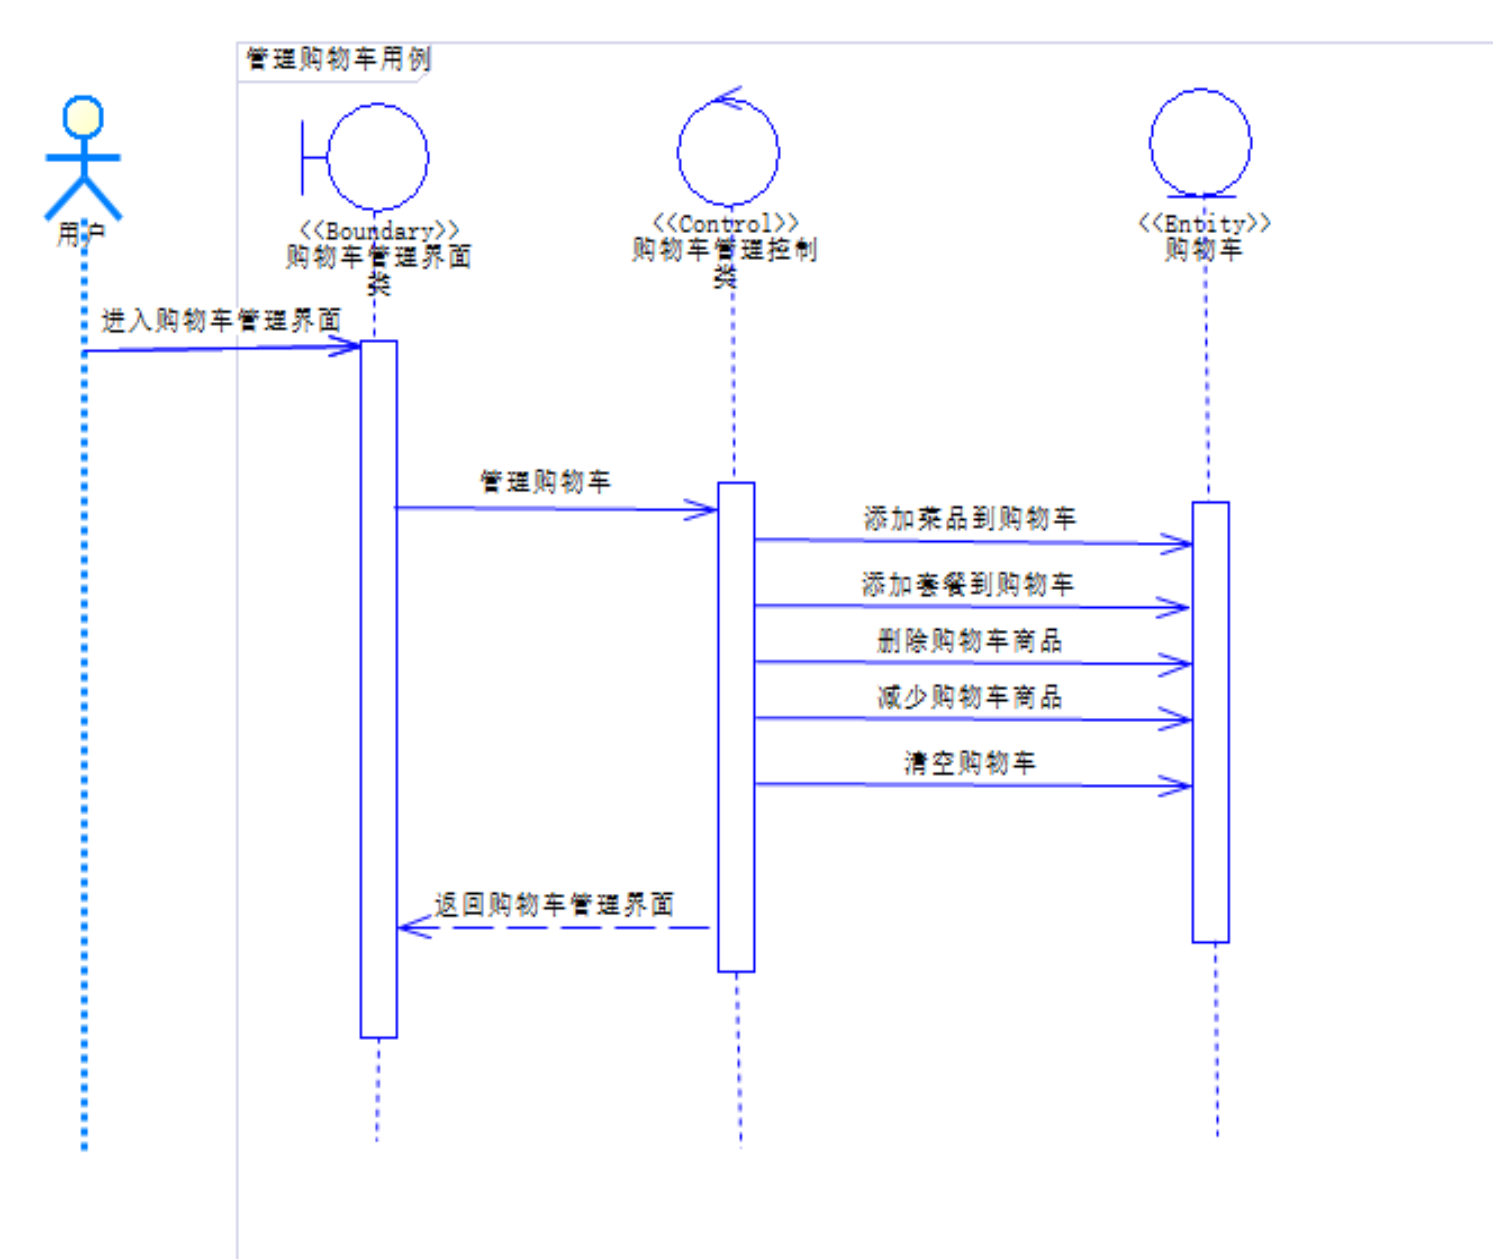 管理购物车用例
用户
<<Boundary>>
购物车管理界面
类
<<Control>>
购物车管理控制
类
<<Entity>>
购物车
进入购物车管理界面
管理购物车
添加菜品到购物车
添加套餐到购物车
删除购物车商品
减少购物车商品
清空购物车
返回购物车管理界面